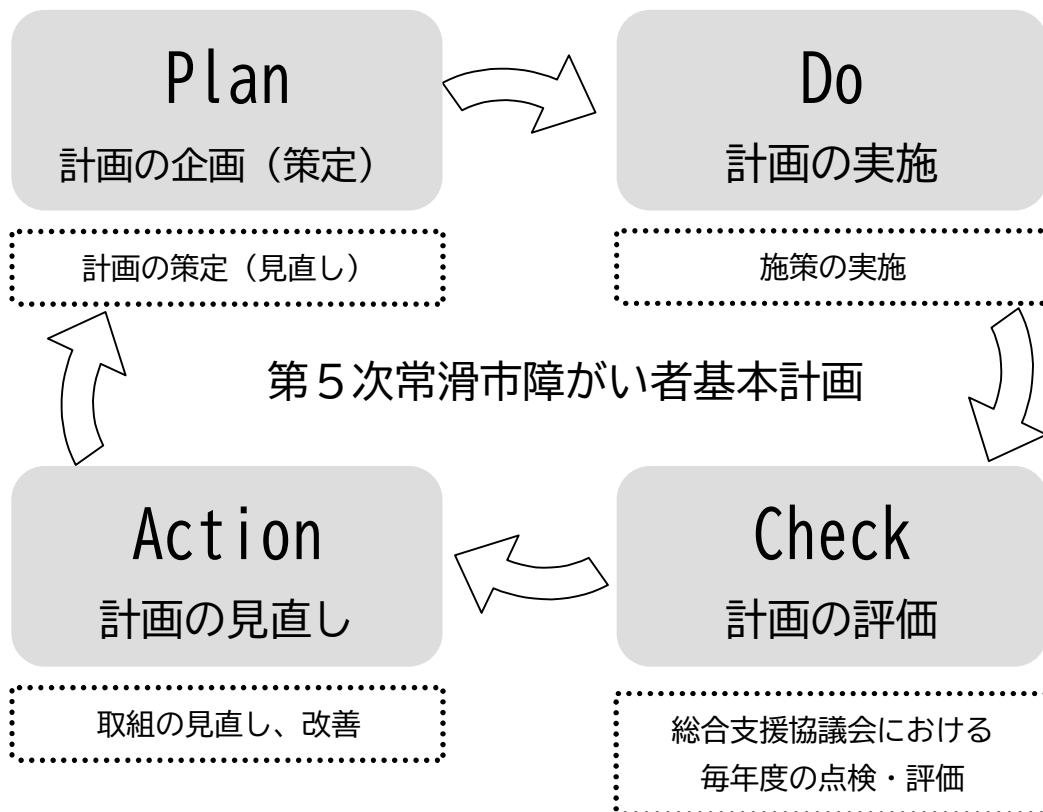 Plan
計画の企画（策定）
計画の策定（見直し）
Do
計画の実施
施策の実施
第５次常滑市障がい者基本計画
Action
計画の見直し
取組の見直し、改善
Check
計画の評価
総合支援協議会における
毎年度の点検・評価